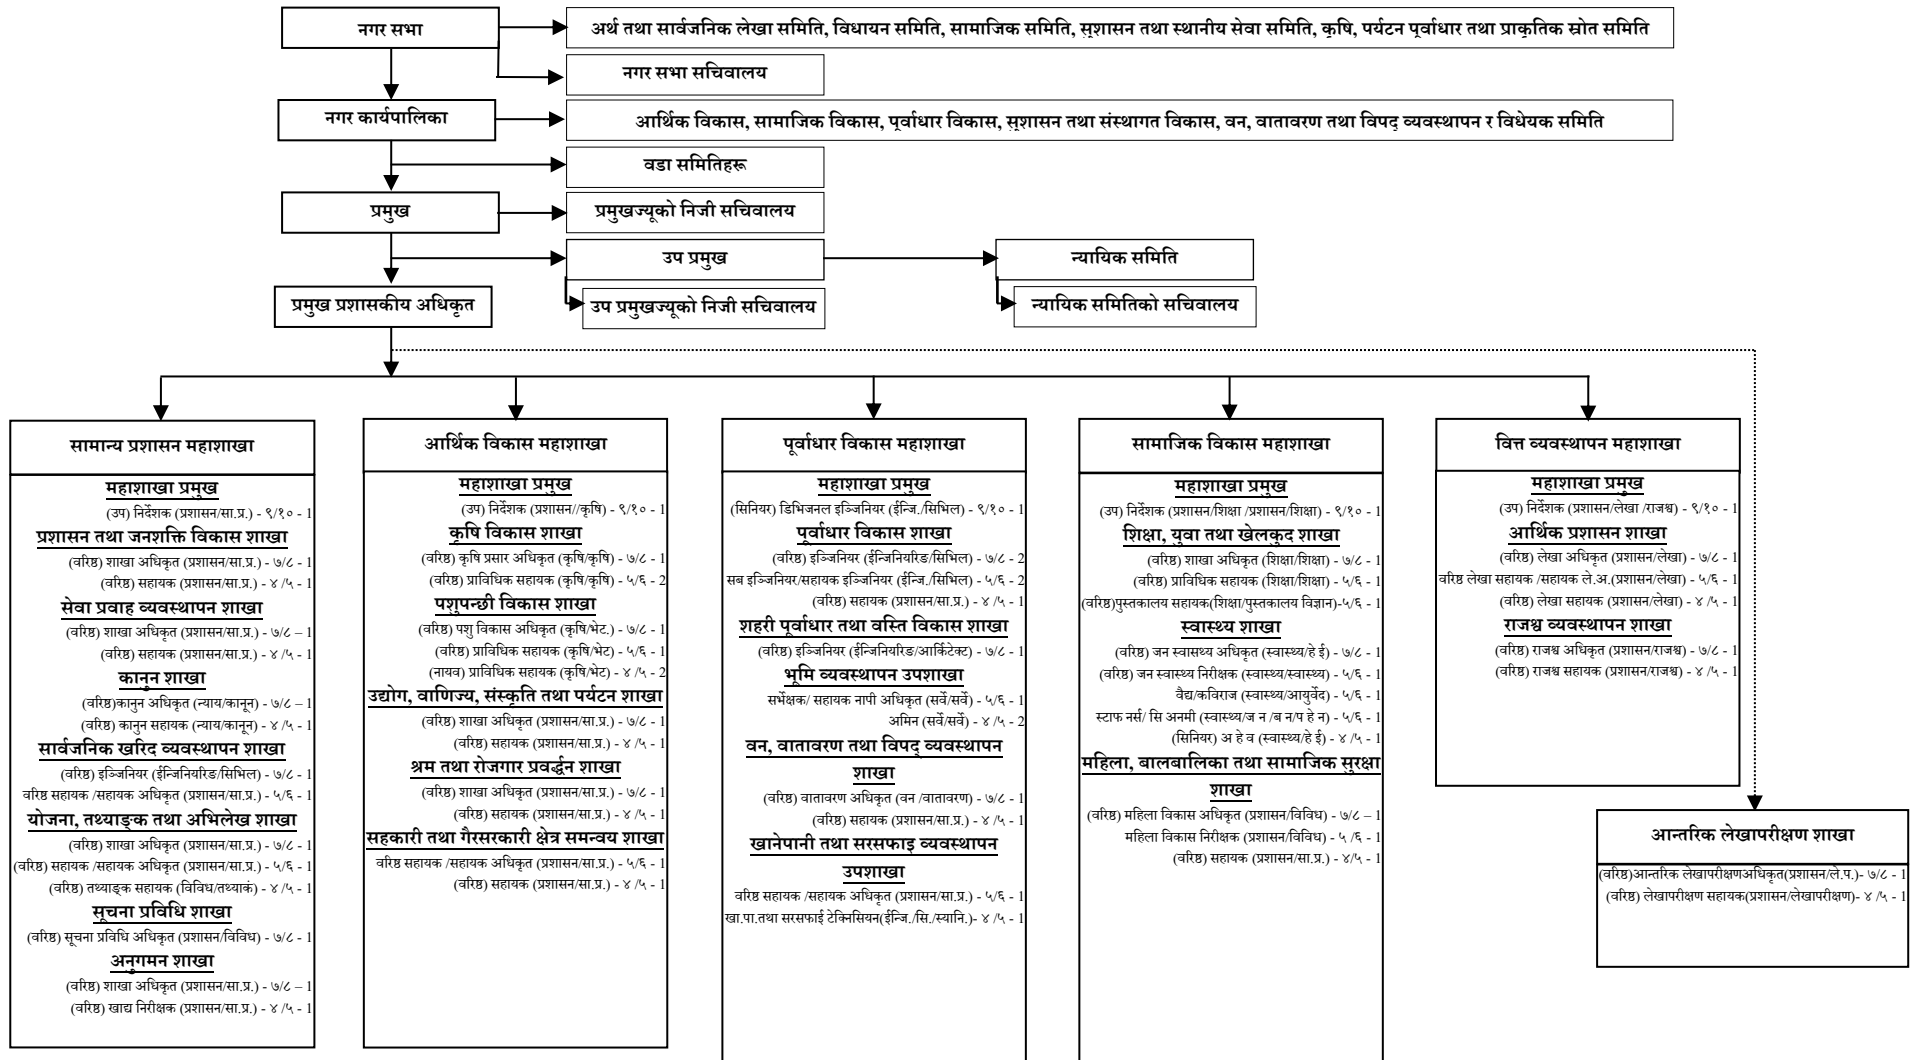 नगर सभा
अर्थ तथा सार्वजनिक लेखा समिति, विधायन समिति, सामाजिक समिति, सुशासन तथा स्थानीय सेवा समिति, कृषि, पर्यटन पूर्वाधार तथा प्राकृतिक स्रोत समिति
नगर सभा सचिवालय
नगर कार्यपालिका
आर्थिक विकास, सामाजिक विकास, पूर्वाधार विकास, सुशासन तथा संस्थागत विकास, वन, वातावरण तथा विपद् व्यवस्थापन र विधेयक समिति
वडा समितिहरू
प्रमुख
प्रमुखज्यूको निजी सचिवालय
उप प्रमुख
न्यायिक समिति
प्रमुख प्रशासकीय अधिकृत
उप प्रमुखज्यूको निजी सचिवालय
न्यायिक समितिको सचिवालय
सामान्य प्रशासन महाशाखा
महाशाखा प्रमुख
(उप) निर्देशक (प्रशासन/सा.प्र.) - ९/१० - 1
प्रशासन तथा जनशक्ति विकास शाखा
(वरिष्ठ) शाखा अधिकृत (प्रशासन/सा.प्र.) - ७/८ - 1
(वरिष्ठ) सहायक (प्रशासन/सा.प्र.) - ४ /५ - 1
सेवा प्रवाह व्यवस्थापन शाखा
(वरिष्ठ) शाखा अधिकृत (प्रशासन/सा.प्र.) - ७/८ – 1
(वरिष्ठ) सहायक (प्रशासन/सा.प्र.) - ४ /५ - 1
कानुन शाखा
(वरिष्ठ)कानुन अधिकृत (न्याय/कानून) - ७/८ – 1
(वरिष्ठ) कानुन सहायक (न्याय/कानून) - ४ /५ - 1
सार्वजनिक खरिद व्यवस्थापन शाखा
(वरिष्ठ) इञ्जिनियर (ईन्जिनियरिङ/सिभिल) - ७/८ - 1
वरिष्ठ सहायक /सहायक अधिकृत (प्रशासन/सा.प्र.) - ५/६ - 1
योजना, तथ्याङ्क तथा अभिलेख शाखा
(वरिष्ठ) शाखा अधिकृत (प्रशासन/सा.प्र.) - ७/८ - 1
(वरिष्ठ) सहायक /सहायक अधिकृत (प्रशासन/सा.प्र.) - ५/६ - 1
(वरिष्ठ) तथ्याङ्क सहायक (विविध/तथ्याकं) - ४ /५ - 1
सूचना प्रविधि शाखा
(वरिष्ठ) सूचना प्रविधि अधिकृत (प्रशासन/विविध) - ७/८ - 1
अनुगमन शाखा
(वरिष्ठ) शाखा अधिकृत (प्रशासन/सा.प्र.) - ७/८ – 1
(वरिष्ठ) खाद्य निरीक्षक (प्रशासन/सा.प्र.) - ४ /५ - 1
आर्थिक विकास महाशाखा
महाशाखा प्रमुख
(उप) निर्देशक (प्रशासन//कृषि) - ९/१० - 1
कृषि विकास शाखा
(वरिष्ठ) कृषि प्रसार अधिकृत (कृषि/कृषि) - ७/८ - 1
(वरिष्ठ) प्राविधिक सहायक (कृषि/कृषि) - ५/६ - 2
पशुपन्छी विकास शाखा
(वरिष्ठ) पशु विकास अधिकृत (कृषि/भेट.) - ७/८ - 1
(वरिष्ठ) प्राविधिक सहायक (कृषि/भेट) - ५/६ - 1
(नायव) प्राविधिक सहायक (कृषि/भेट) - ४ /५ - 2
उद्योग, वाणिज्य, संस्कृति तथा पर्यटन शाखा
(वरिष्ठ) शाखा अधिकृत (प्रशासन/सा.प्र.) - ७/८ - 1
(वरिष्ठ) सहायक (प्रशासन/सा.प्र.) - ४ /५ - 1
श्रम तथा रोजगार प्रवर्द्धन शाखा
(वरिष्ठ) शाखा अधिकृत (प्रशासन/सा.प्र.) - ७/८ - 1
(वरिष्ठ) सहायक (प्रशासन/सा.प्र.) - ४ /५ - 1
सहकारी तथा गैरसरकारी क्षेत्र समन्वय शाखा
वरिष्ठ सहायक /सहायक अधिकृत (प्रशासन/सा.प्र.) - ५/६ - 1
(वरिष्ठ) सहायक (प्रशासन/सा.प्र.) - ४ /५ - 1
पूर्वाधार विकास महाशाखा
महाशाखा प्रमुख
(सिनियर) डिभिजनल इञ्जिनियर (ईन्जि./सिभिल) - ९/१० - 1
पूर्वाधार विकास शाखा
(वरिष्ठ) इञ्जिनियर (ईन्जिनियरिङ/सिभिल) - ७/८ - 2
सब इञ्जिनियर/सहायक इञ्जिनियर (ईन्जि./सिभिल) - ५/६ - 2
(वरिष्ठ) सहायक (प्रशासन/सा.प्र.) - ४ /५ - 1
शहरी पूर्वाधार तथा वस्ति विकास शाखा
(वरिष्ठ) इञ्जिनियर (ईन्जिनियरिङ/आर्किटेक्ट) - ७/८ - 1
भूमि व्यवस्थापन उपशाखा
सर्भेक्षक/ सहायक नापी अधिकृत (सर्वे/सर्वे) - ५/६ - 1
अमिन (सर्वे/सर्वे) - ४ /५ - 2
वन, वातावरण तथा विपद् व्यवस्थापन
शाखा
(वरिष्ठ) वातावरण अधिकृत (वन /वातावरण) - ७/८ - 1
(वरिष्ठ) सहायक (प्रशासन/सा.प्र.) - ४ /५ - 1
खानेपानी तथा सरसफाइ व्यवस्थापन
उपशाखा
वरिष्ठ सहायक /सहायक अधिकृत (प्रशासन/सा.प्र.) - ५/६ - 1
खा.पा.तथा सरसफाई टेक्निसियन(ईन्जि./सि./स्यानि.)- ४ /५ - 1
सामाजिक विकास महाशाखा
महाशाखा प्रमुख
(उप) निर्देशक (प्रशासन/शिक्षा /प्रशासन/शिक्षा) - ९/१० - 1
शिक्षा, युवा तथा खेलकुद शाखा
(वरिष्ठ) शाखा अधिकृत (शिक्षा/शिक्षा) - ७/८ - 1
(वरिष्ठ) प्राविधिक सहायक (शिक्षा/शिक्षा) - ५/६ - 1
(वरिष्ठ)पुस्तकालय सहायक(शिक्षा/पुस्तकालय विज्ञान)-५/६ - 1
स्वास्थ्य शाखा
(वरिष्ठ) जन स्वासथ्य अधिकृत (स्वास्थ्य/हे ई) - ७/८ - 1
(वरिष्ठ) जन स्वास्थ्य निरीक्षक (स्वास्थ्य/स्वास्थ्य) - ५/६ - 1
वैद्य/कविराज (स्वास्थ्य/आयुर्वेद) - ५/६ - 1
स्टाफ नर्स/ सि अनमी (स्वास्थ्य/ज न /ब न/प हे न) - ५/६ - 1
(सिनियर) अ हे व (स्वास्थ्य/हे ई) - ४ /५ - 1
महिला, बालबालिका तथा सामाजिक सुरक्षा
शाखा
(वरिष्ठ) महिला विकास अधिकृत (प्रशासन/विविध) - ७/८ – 1
महिला विकास निरीक्षक (प्रशासन/विविध) - ५ /६ - 1
(वरिष्ठ) सहायक (प्रशासन/सा.प्र.) - ४/५ - 1
वित्त व्यवस्थापन महाशाखा
महाशाखा प्रमुख
(उप) निर्देशक (प्रशासन/लेखा /राजश्व) - ९/१० - 1
आर्थिक प्रशासन शाखा
(वरिष्ठ) लेखा अधिकृत (प्रशासन/लेखा) - ७/८ - 1
वरिष्ठ लेखा सहायक /सहायक ले.अ.(प्रशासन/लेखा) - ५/६ - 1
(वरिष्ठ) लेखा सहायक (प्रशासन/लेखा) - ४ /५ - 1
राजश्व व्यवस्थापन शाखा
(वरिष्ठ) राजश्व अधिकृत (प्रशासन/राजश्व) - ७/८ - 1
(वरिष्ठ) राजश्व सहायक (प्रशासन/राजश्व) - ४ /५ - 1
आन्तरिक लेखापरीक्षण शाखा
(वरिष्ठ)आन्तरिक लेखापरीक्षणअधिकृत(प्रशासन/ले.प.)- ७/८ - 1
(वरिष्ठ) लेखापरीक्षण सहायक(प्रशासन/लेखापरीक्षण)- ४ /५ - 1